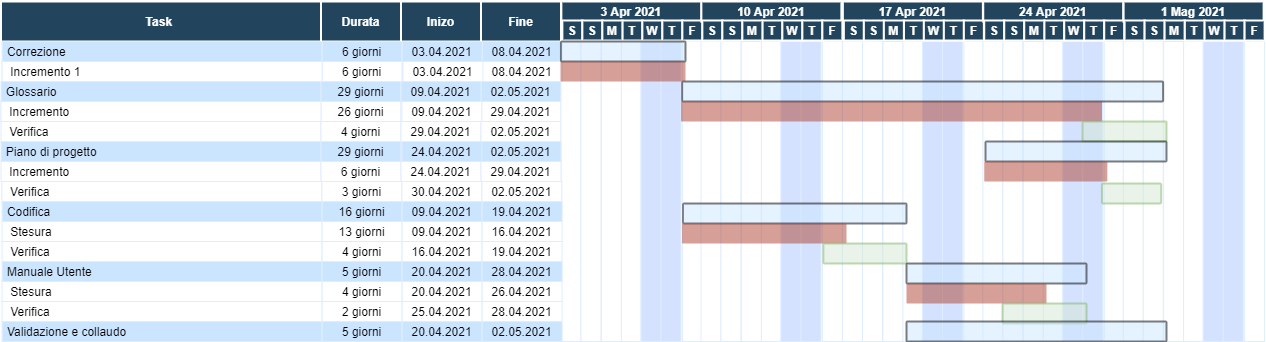 Task Durata Inizo Fine 3 Apr 2021 10 Apr 2021 17 Apr 2021 24 Apr 2021 1 Mag 2021
S S M T W T F S S M T W T F S S M T W T F S S M T W T F S S M T W T F
Correzione 6 giorni 03.04.2021 08.04.2021
Incremento 1 6 giorni 03.04.2021 08.04.2021
Glossario 29 giorni 09.04.2021 02.05.2021
Incremento 26 giorni 09.04.2021 29.04.2021
Verifica 4 giorni 29.04.2021 02.05.2021
Piano di progetto 29 giorni 24.04.2021 02.05.2021
Incremento 6 giorni 24.04.2021 29.04.2021
Verifica 3 giorni 30.04.2021 02.05.2021
Codifica 16 giorni 09.04.2021 19.04.2021
Stesura 13 giorni 09.04.2021 16.04.2021
Verifica 4 giorni 16.04.2021 19.04.2021
Manuale Utente 5 giorni 20.04.2021 28.04.2021
Stesura 4 giorni 20.04.2021 26.04.2021
Verifica 2 giorni 25.04.2021 28.04.2021
Validazione e collaudo 5 giorni 20.04.2021 02.05.2021